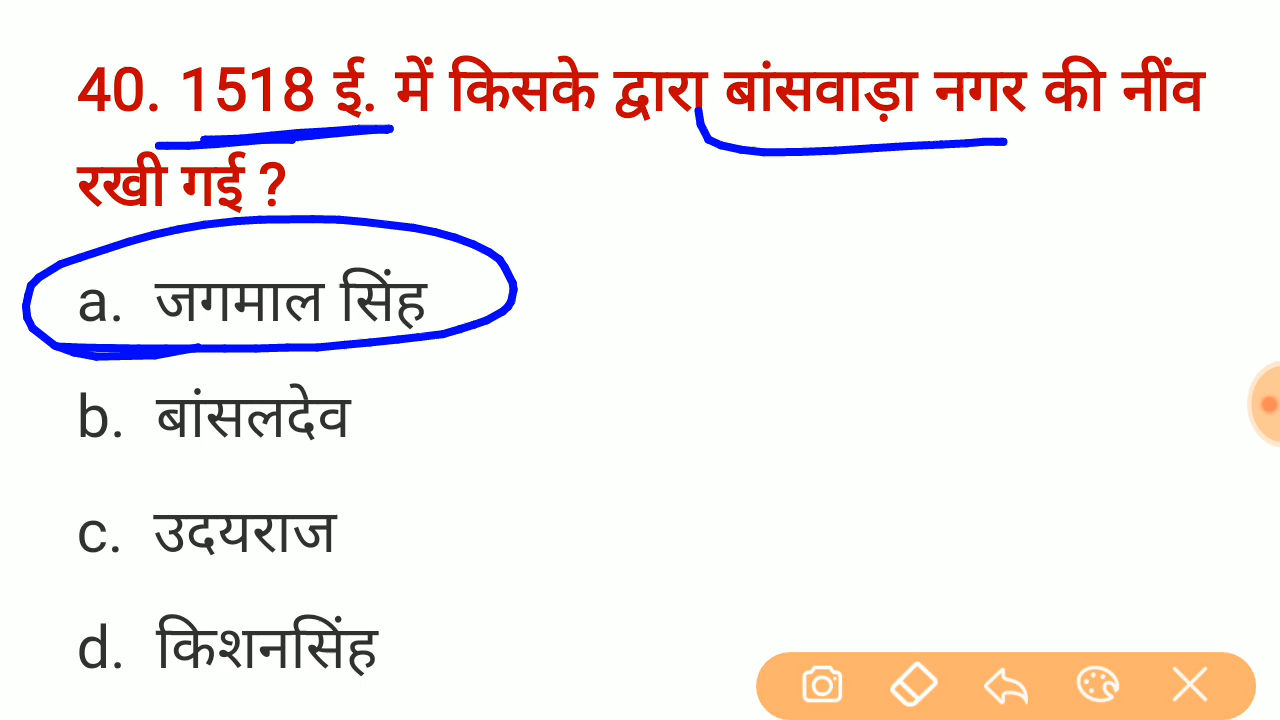 40. 1518 ई. में किसके द्वारा बांसवाड़ा नगर की नींव
रखी गई ?
a. जगमाल सिंह
b. बांसलदेव
c. उदयराज
d. किशनसिंह